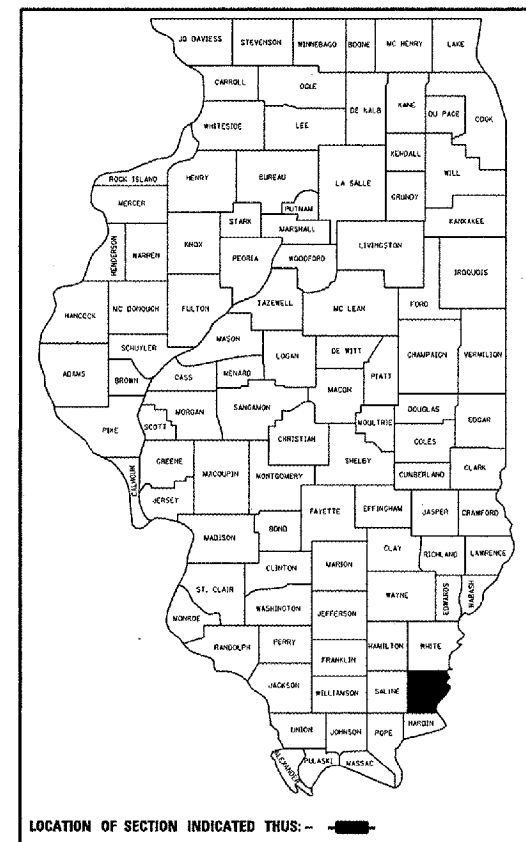 JO DAVIESS STEVENSON WINNEBAGO BOONE MC HENRY LAKE
CARROLL OGLE
DE KALB KANE DU PAGE COOK
WHITESIDE LEE
KENDALL WILL
ROCK ISLAND HENRY BUREAU LA SALLE GRUNDY
MERCER PUTNAM KANKAKEE
STARK MARSHALL
HENDERSON WARREN KNOX PEORIA WOODFORD LIVINGSTON IROQUOIS
HANCOCK MC DONOUGH FULTON TAZEWELL MC LEAN FORD
SCHUYLER MASON LOGAN DE WITT CHAMPAIGN VERMILION
ADAMS BROWN CASS MENARD MACON PIATT
PIKE SCOTT MORGAN SANGAMON MOULTRIE DOUGLAS EDGAR
CHRISTIAN COLES
CALHOUN GREENE MACOUPIN MONTGOMERY SHELBY CUMBERLAND CLARK
JERSEY FAYETTE EFFINGHAM JASPER CRAWFORD
MADISON BOND
CLINTON MARION CLAY RICHLAND LAWRENCE
ST. CLAIR WAYNE EDWARDS WABASH
MONROE WASHINGTON JEFFERSON
RANDOLPH PERRY HAMILTON WHITE
FRANKLIN
JACKSON WILLIAMSON SALINE
UNION JOHNSON POPE HARDIN
ALEXANDER PULASKI MASSAC
LOCATION OF SECTION INDICATED THUS: -